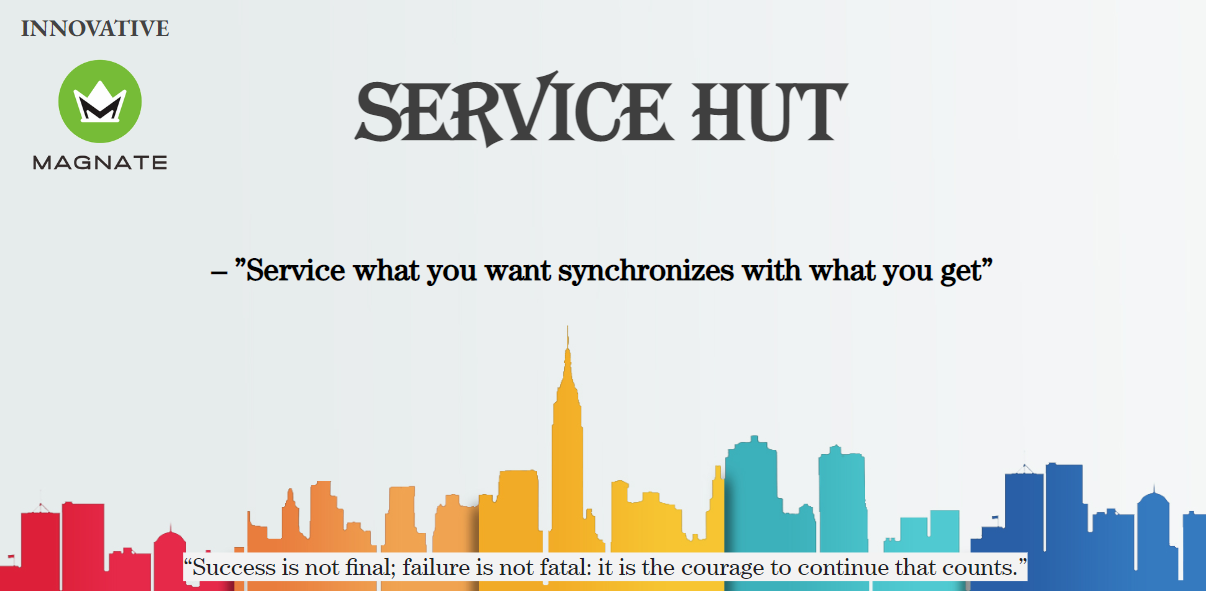 INNOVATIVE
MAGNATE
SERVICE HUT
– ”Service what you want synchronizes with what you get”
“Success is not final; failure is not fatal: it is the courage to continue that counts.”